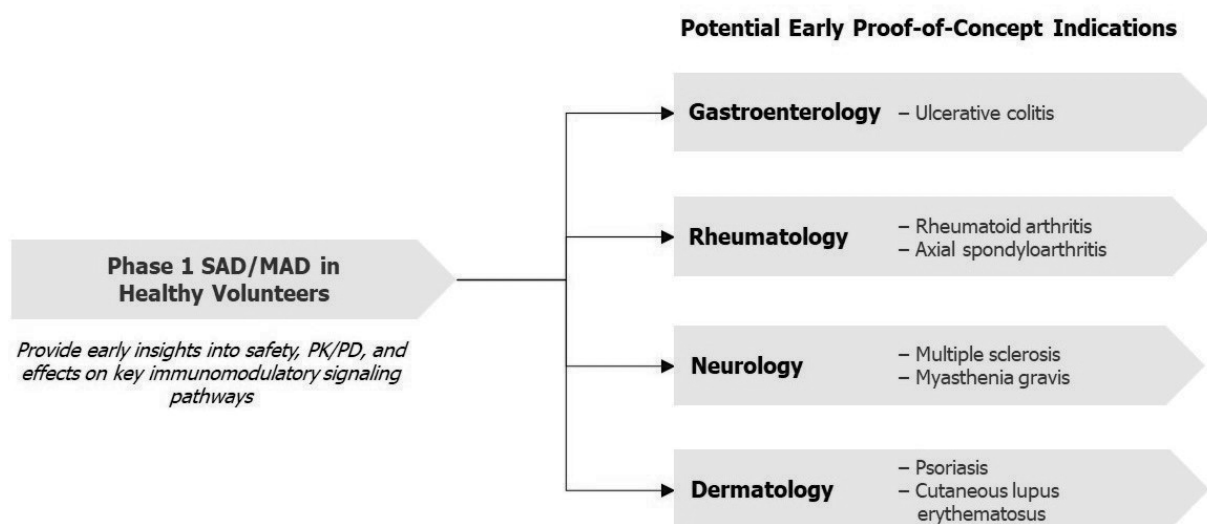 Potential Early Proof-of-Concept Indications
Gastroenterology – Ulcerative colitis
Rheumatology – Rheumatoid arthritis
– Axial spondyloarthritis
Phase 1 SAD/MAD in
Healthy Volunteers
Provide early insights into safety, PK/PD, and
effects on key immunomodulatory signaling
pathways
Neurology – Multiple sclerosis
– Myasthenia gravis
Dermatology – Psoriasis
– Cutaneous lupus
erythematosus